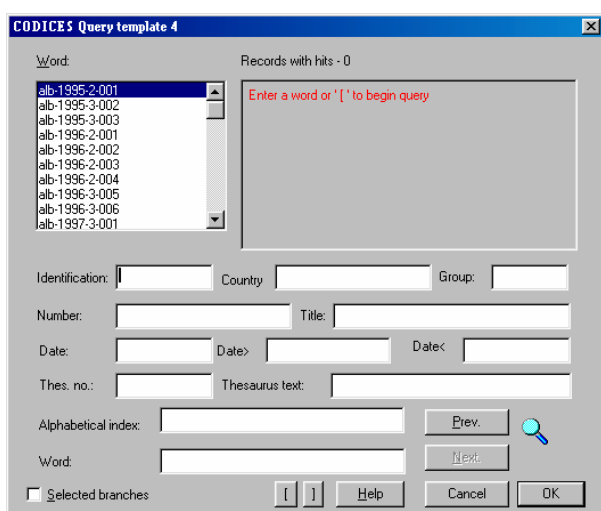 CODICES Query template 4
Word: Records with hits - 0
alb-1995-2-001
alb-1995-3-002
alb-1995-3-003
alb-1996-2-001
alb-1996-2-002
alb-1996-2-003
alb-1996-2-004
alb-1996-3-005
alb-1996-3-006
alb-1997-3-001
Enter a word or '[' to begin query
Identification: Country Group:
Number: Title:
Date: Date> Date<
Thes. no.: Thesaurus text:
Alphabetical index: Prev.
Word: Next.
Selected branches [ ] Help Cancel OK